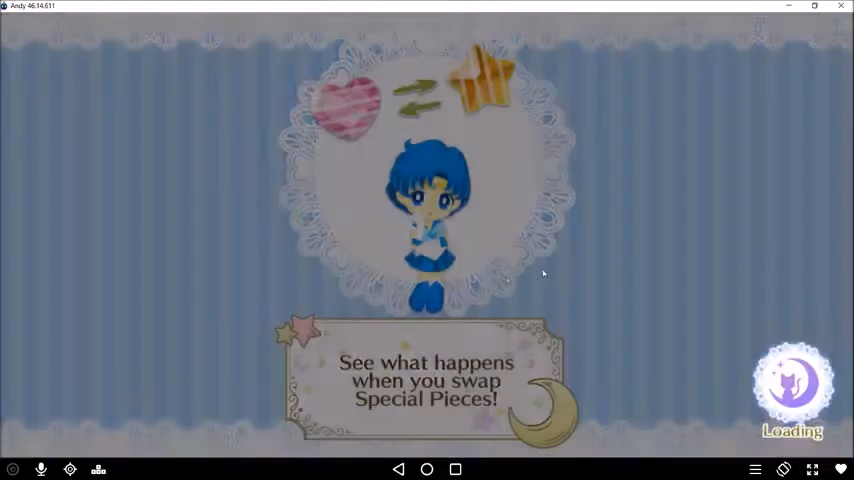 Andy 46.14.611
See what happens
when you swap
Special Pieces!
Loading